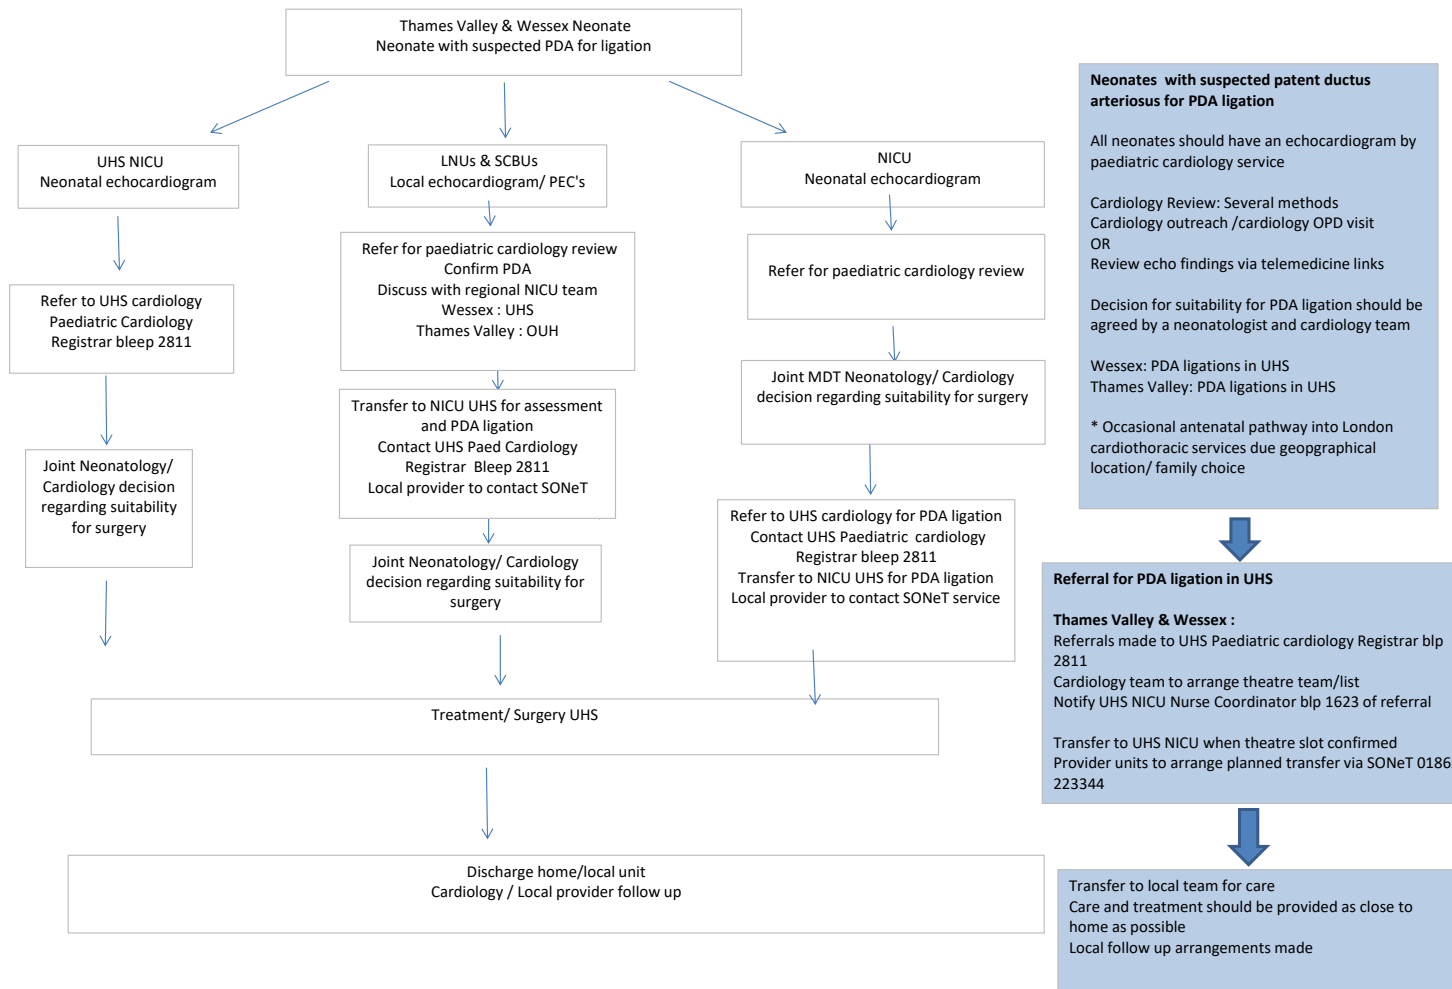 Thames Valley & Wessex Neonate
Neonate with suspected PDA for ligation
UHS NICU
Neonatal echocardiogram
Refer to UHS cardiology
Paediatric Cardiology
Registrar bleep 2811
Joint Neonatology/
Cardiology decision
regarding suitability
for surgery
LNUs & SCBUs
Local echocardiogram/ PEC's
Refer for paediatric cardiology review
Confirm PDA
Discuss with regional NICU team
Wessex : UHS
Thames Valley : OUH
Transfer to NICU UHS for assessment
and PDA ligation
Contact UHS Paed Cardiology
Registrar Bleep 2811
Local provider to contact SONeT
Joint Neonatology/ Cardiology
decision regarding suitability for
surgery
NICU
Neonatal echocardiogram
Refer for paediatric cardiology review
Joint MDT Neonatology/ Cardiology
decision regarding suitability for surgery
Refer to UHS cardiology for PDA ligation
Contact UHS Paediatric cardiology
Registrar bleep 2811
Transfer to NICU UHS for PDA ligation
Local provider to contact SONeT service
Treatment/ Surgery UHS
Discharge home/local unit
Cardiology / Local provider follow up
Neonates with suspected patent ductus
arteriosus for PDA ligation
All neonates should have an echocardiogram by
paediatric cardiology service
Cardiology Review: Several methods
Cardiology outreach /cardiology OPD visit
OR
Review echo findings via telemedicine links
Decision for suitability for PDA ligation should be
agreed by a neonatologist and cardiology team
Wessex: PDA ligations in UHS
Thames Valley: PDA ligations in UHS
* Occasional antenatal pathway into London
cardiothoracic services due geopgraphical
location/ family choice
Referral for PDA ligation in UHS
Thames Valley & Wessex :
Referrals made to UHS Paediatric cardiology Registrar blp
2811
Cardiology team to arrange theatre team/list
Notify UHS NICU Nurse Coordinator blp 1623 of referral
Transfer to UHS NICU when theatre slot confirmed
Provider units to arrange planned transfer via SONeT 0186
223344
Transfer to local team for care
Care and treatment should be provided as close to
home as possible
Local follow up arrangements made